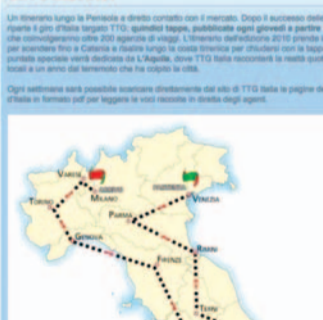 Un itinerario lungo la Penisola a diretto contatto con il mercato. Dopo il successo delle
riparte il giro d'Italia targato TTG: quindici tappe, pubblicate ogni giovedì a partire
che coinvolgeranno oltre 200 agenzie di viaggi. L'itinerario dell'edizione 2010 prende
per scendere fino a Catania e risalire lungo la costa tirrenica per chiudersi con la tappa
puntata speciale verrà dedicata da L'Aquila, dove TTG Italia racconterà la realtà quot
locali a un anno dal terremoto che ha colpito la città.
Ogni settimana sarà possibile scaricare direttamente dal sito di TTG Italia le pagine de
d'Italia in formato pdf per leggere la voci raccolte in diretta degli agenti.
VARESE
ARRIVO
PARTENZA
MILANO
VENEZIA
TORINO
PARMA
GENOVA
RIMINI
FIRENZE
TERNI